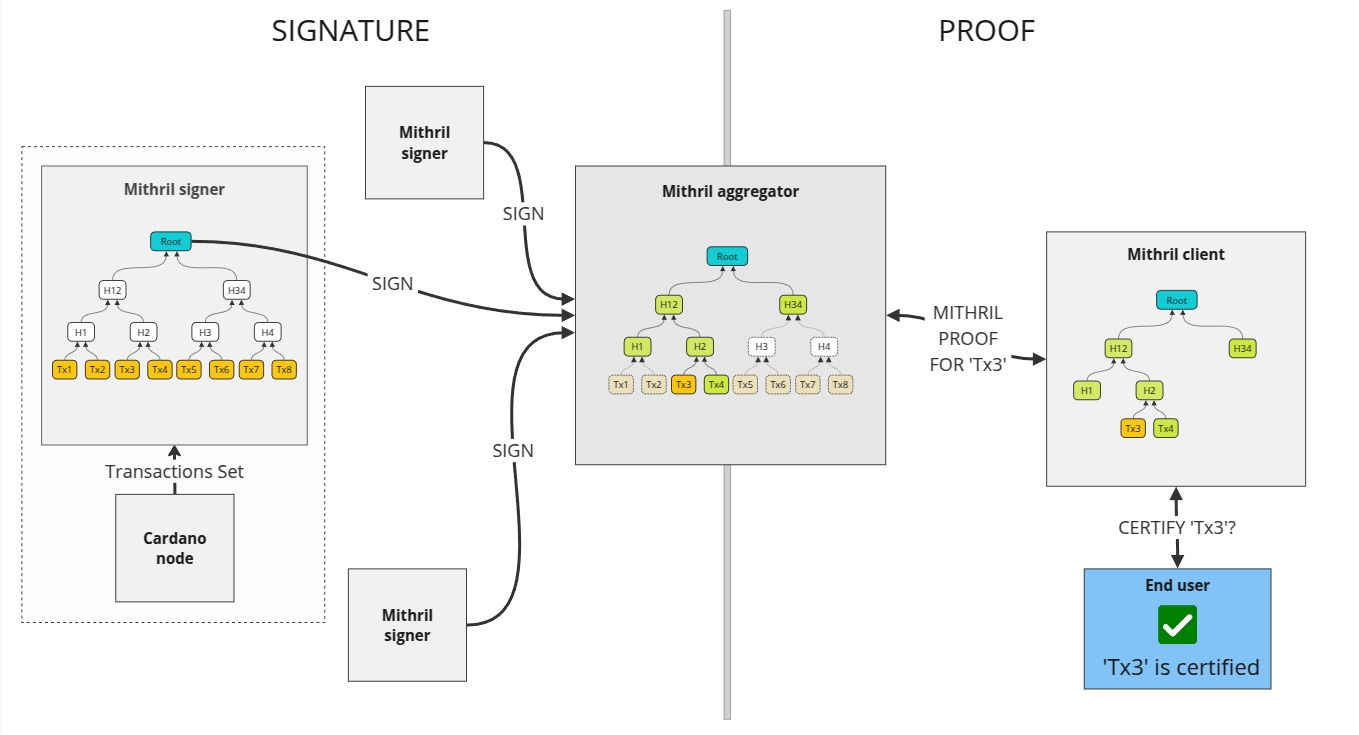 SIGNATURE
PROOF
Mithril
signer
SIGN
Mithril signer
Root
H12 H34
H1 H2 H3 H4
Tx1 Tx2 Tx3 Tx4 Tx5 Tx6 Tx7 Tx8
Transactions Set
Cardano
node
SIGN
SIGN
Mithril
signer
Mithril aggregator
Root
H12 H34
H1 H2 H3 H4
Tx1 Tx2 Tx3 Tx4 Tx5 Tx6 Tx7 Tx8
MITHRIL
PROOF
FOR 'Tx3'
Mithril client
Root
H12 H34
H1 H2
Tx3 Tx4
CERTIFY 'Tx3'?
End user
'Tx3' is certified